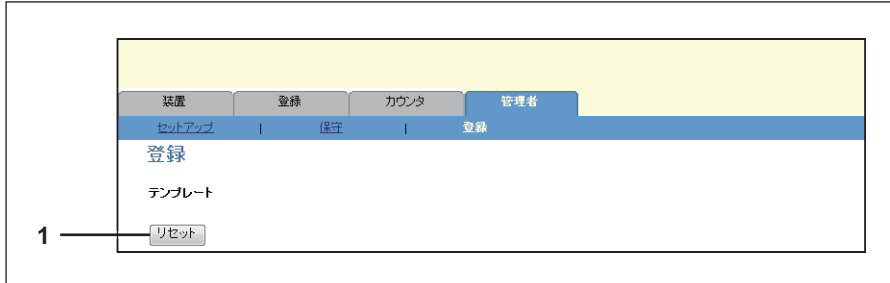 装置 登録 カウンタ 管理者
セットアップ | 保守 | 登録
登録
テンプレート
1 リセット